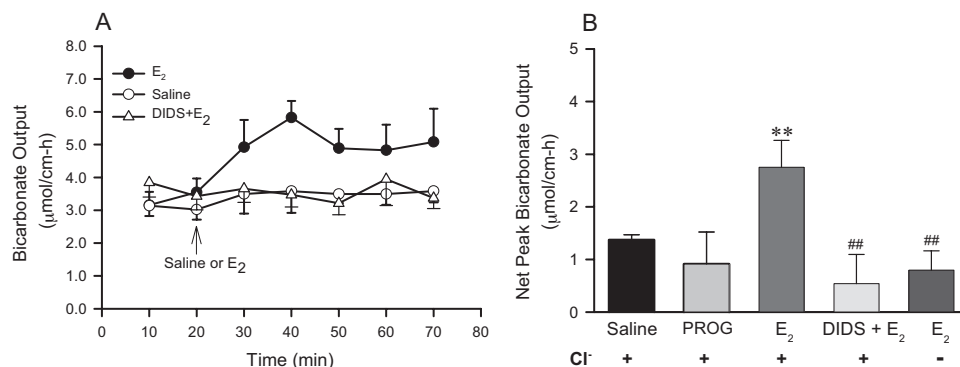 A
Bicarbonate Output
(μmol/cm-h)
8.0
7.0
6.0
5.0
4.0
3.0
2.0
1.0
0.0
E₂
Saline
DIDS+E₂
Saline or E₂
0 10 20 30 40 50 60 70 80
Time (min)
B
Net Peak Bicarbonate Output
(μmol/cm-h)
5
4
3
2
1
0
**
##
##
Saline PROG E₂ DIDS + E₂ E₂
Cl⁻ + + + + -